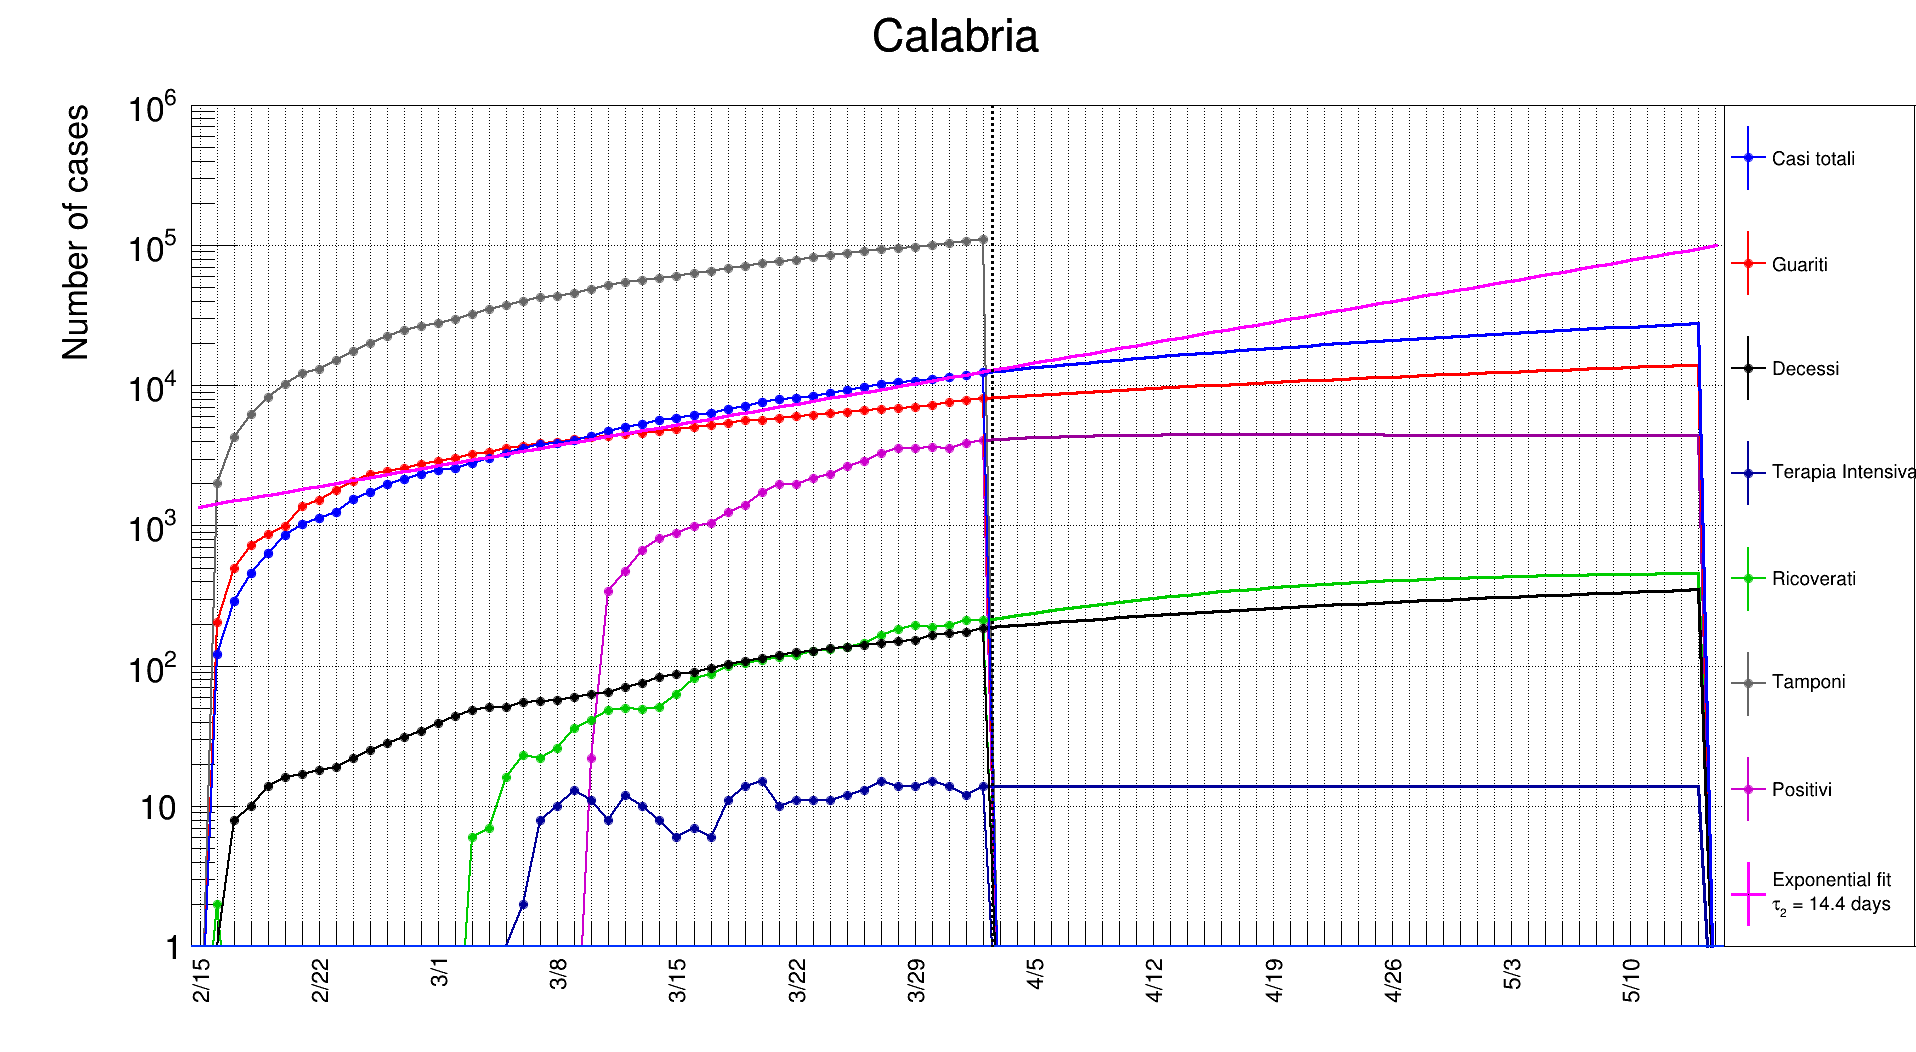 Calabria
Number of cases
10^6
10^5
10^4
10^3
10^2
10
1
2/15 2/22 3/1 3/8 3/15 3/22 3/29 4/5 4/12 4/19 4/26 5/3 5/10
Casi totali
Guariti
Decessi
Terapia Intensiva
Ricoverati
Tamponi
Positivi
Exponential fit
τ2 = 14.4 days